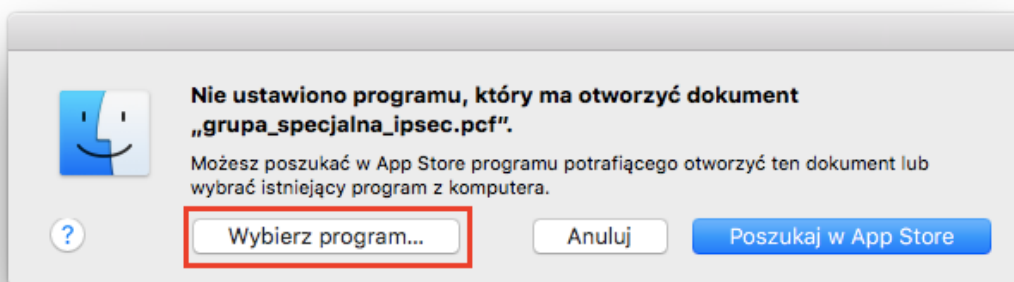 Nie ustawiono programu, który ma otworzyć dokument
„grupa_specjalna_ipsec.pcf”.
Możesz poszukać w App Store programu potrafiącego otworzyć ten dokument lub
wybrać istniejący program z komputera.
? Wybierz program... Anuluj Poszukaj w App Store